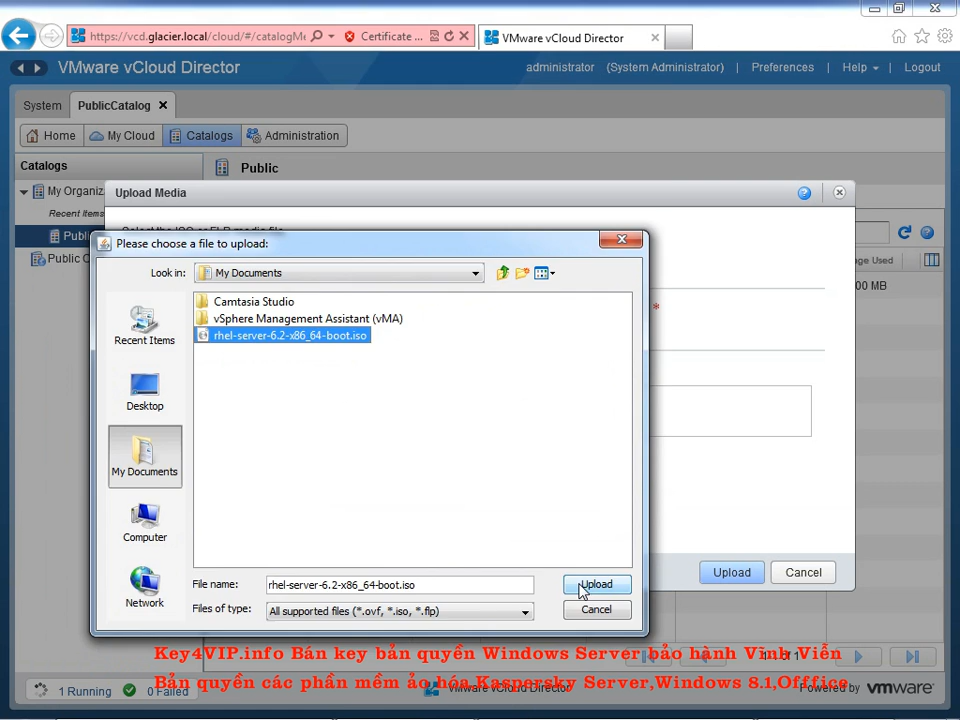 https://vcd.glacier.local/cloud/#/catalogMe
Certificate ...
VMware vCloud Director
VMware vCloud Director
administrator (System Administrator) | Preferences | Help | Logout
System
PublicCatalog
Home
My Cloud
Catalogs
Administration
Catalogs
Public
My Organiz
Recent Items
Publi
Public C
Upload Media
Please choose a file to upload:
Look in:
My Documents
Camtasia Studio
vSphere Management Assistant (vMA)
rhel-server-6.2-x86_64-boot.iso
Recent Items
Desktop
My Documents
Computer
Network
File name:
rhel-server-6.2-x86_64-boot.iso
Upload
Files of type:
All supported files (*.ovf, *.iso, *.flp)
Cancel
*
age Used
00 MB
Upload
Cancel
Key4VIP.info Bán key bản quyền Windows Server bảo hành Vĩnh Viễn
Bản quyền các phần mềm ảo hóa,Kaspersky Server,Windows 8.1,Offfice
1 Running
0 Failed
VMware vCloud Director
Powered by vmware